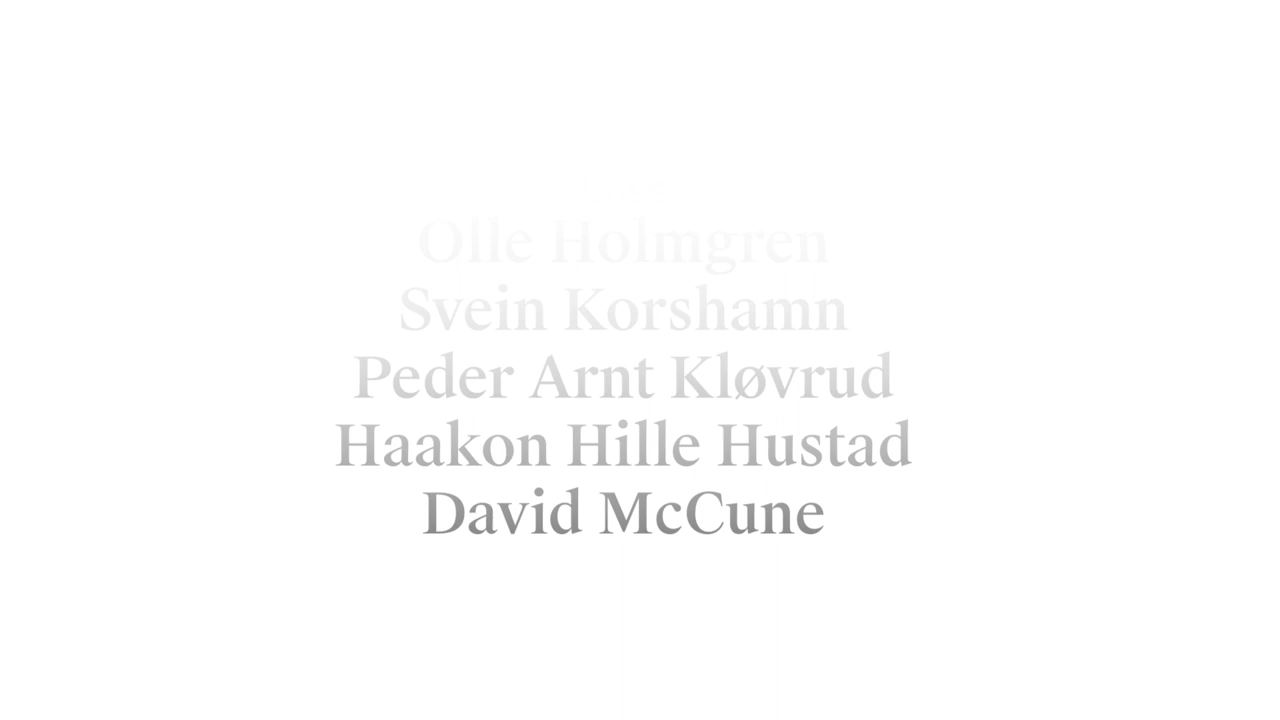 Olle Holmgren
Svein Korshamn
Peder Arnt Kløvrud
Haakon Hille Hustad
David McCune